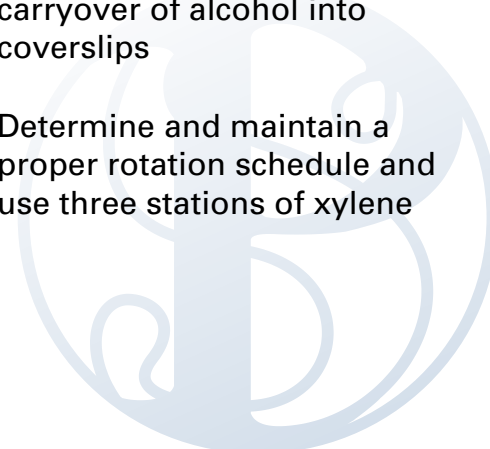 carryover of alcohol into
coverslips
Determine and maintain a
proper rotation schedule and
use three stations of xylene